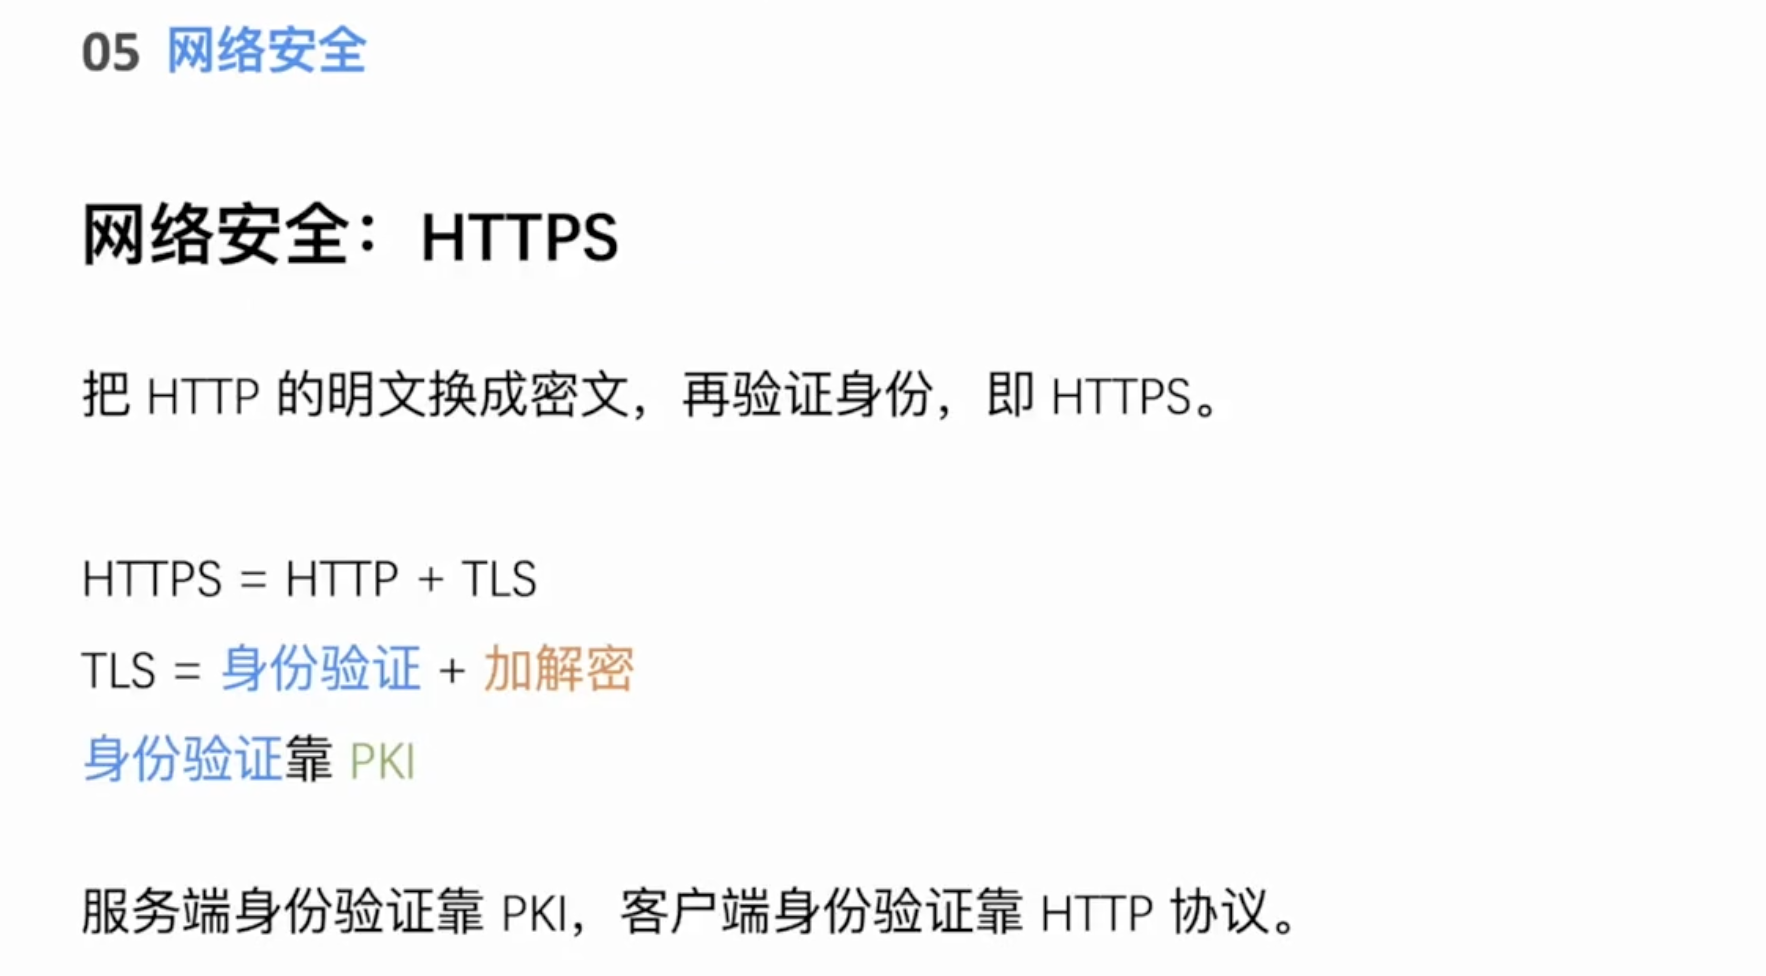 05 网络安全
网络安全：HTTPS
把 HTTP 的明文换成密文，再验证身份，即 HTTPS。
HTTPS = HTTP + TLS
TLS = 身份验证 + 加解密
身份验证靠 PKI
服务端身份验证靠 PKI，客户端身份验证靠 HTTP 协议。